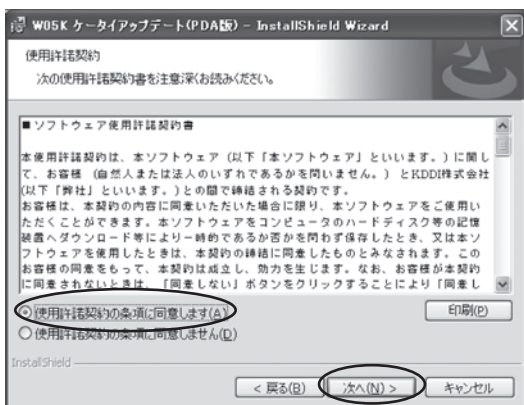 W05K ケータイアップデート(PDA版) - InstallShield Wizard
使用許諾契約
次の使用許諾契約書を注意深くお読みください。
■ソフトウェア使用許諾契約書
本使用許諾契約は、本ソフトウェア (以下「本ソフトウェア」といいます。) に関し
て、お客様 (自然人または法人のいずれであるかを問いません。) とKDDI株式会社
(以下「弊社」といいます。) との間で締結される契約です。
お客様は、本契約の内容に同意いただいた場合に限り、本ソフトウェアをご使用い
ただくことができます。本ソフトウェアをコンピュータのハードディスク等の記憶
装置へダウンロード等により一時的であるか否かを問わず保存したとき、又は本ソ
フトウェアを使用したときは、本契約の締結に同意したものとみなされます。この
お客様の同意をもって、本契約は成立し、効力を生じます。なお、お客様が本契約
に同意されないときは、「同意しない」ボタンをクリックすることにより「同意し
使用許諾契約の条項に同意します(A)
使用許諾契約の条項に同意しません(D)
印刷(P)
InstallShield
< 戻る(B)
次へ(N) >
キャンセル